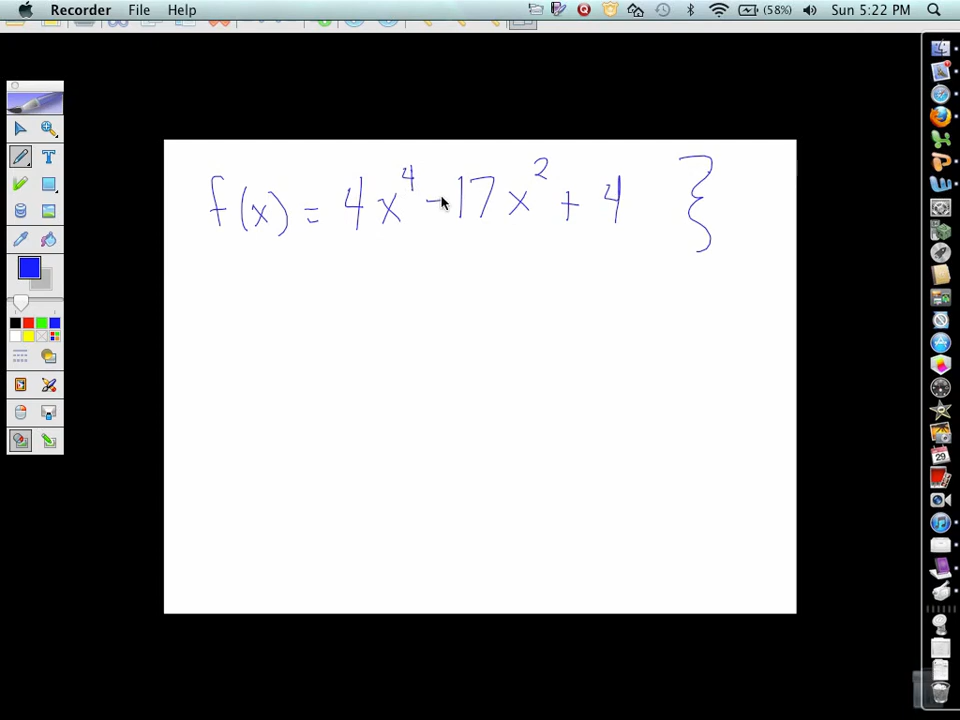 Recorder File Help (58%) Sun 5:22 PM
f(x) = 4x⁴ - 17x² + 4 }